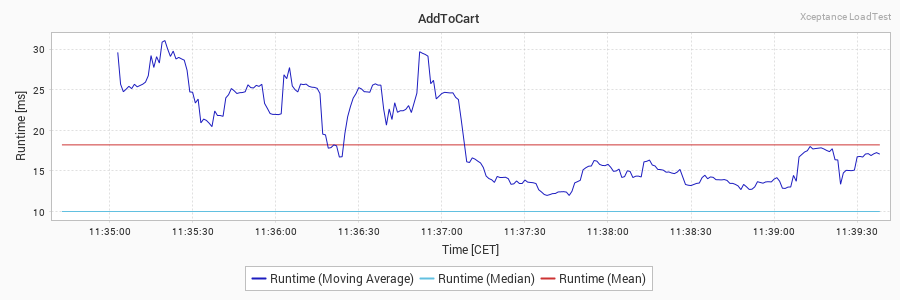 AddToCart
Xceptance LoadTest
Runtime [ms]
30
25
20
15
10
11:35:00 11:35:30 11:36:00 11:36:30 11:37:00 11:37:30 11:38:00 11:38:30 11:39:00 11:39:30
Time [CET]
Runtime (Moving Average) Runtime (Median) Runtime (Mean)